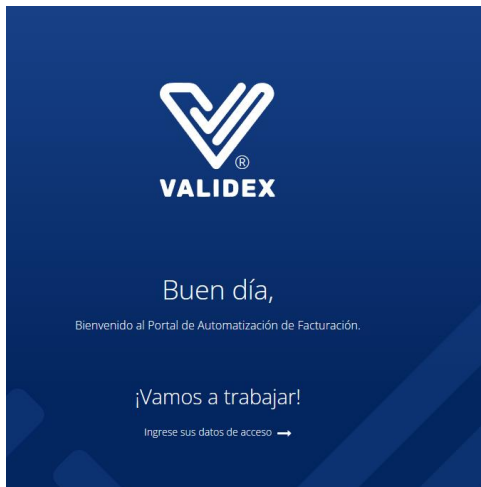 ®
VALIDEX
Buen día,
Bienvenido al Portal de Automatización de Facturación.
¡Vamos a trabajar!
Ingrese sus datos de acceso →